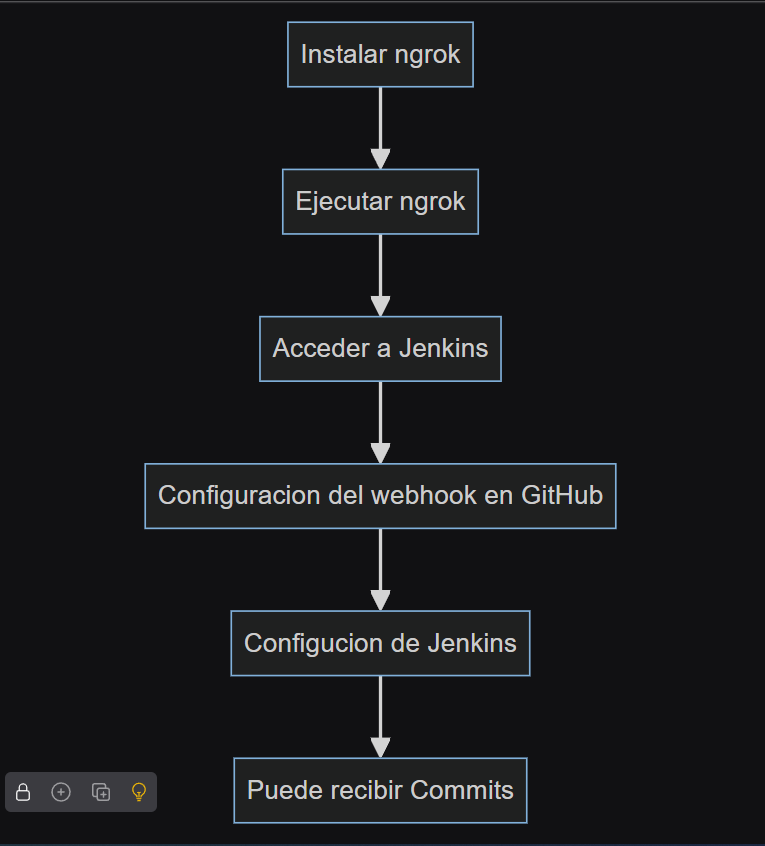 Instalar ngrok
Ejecutar ngrok
Acceder a Jenkins
Configuracion del webhook en GitHub
Configucion de Jenkins
Puede recibir Commits